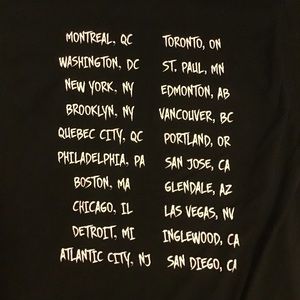 MONTREAL, QC
WASHINGTON, DC
NEW YORK, NY
BROOKLYN, NY
QUEBEC CITY, QC
PHILADELPHIA, PA
BOSTON, MA
CHICAGO, IL
DETROIT, MI
ATLANTIC CITY, NJ
TORONTO, ON
ST. PAUL, MN
EDMONTON, AB
VANCOUVER, BC
PORTLAND, OR
SAN JOSE, CA
GLENDALE, AZ
LAS VEGAS, NV
INGLEWOOD, CA
SAN DIEGO, CA